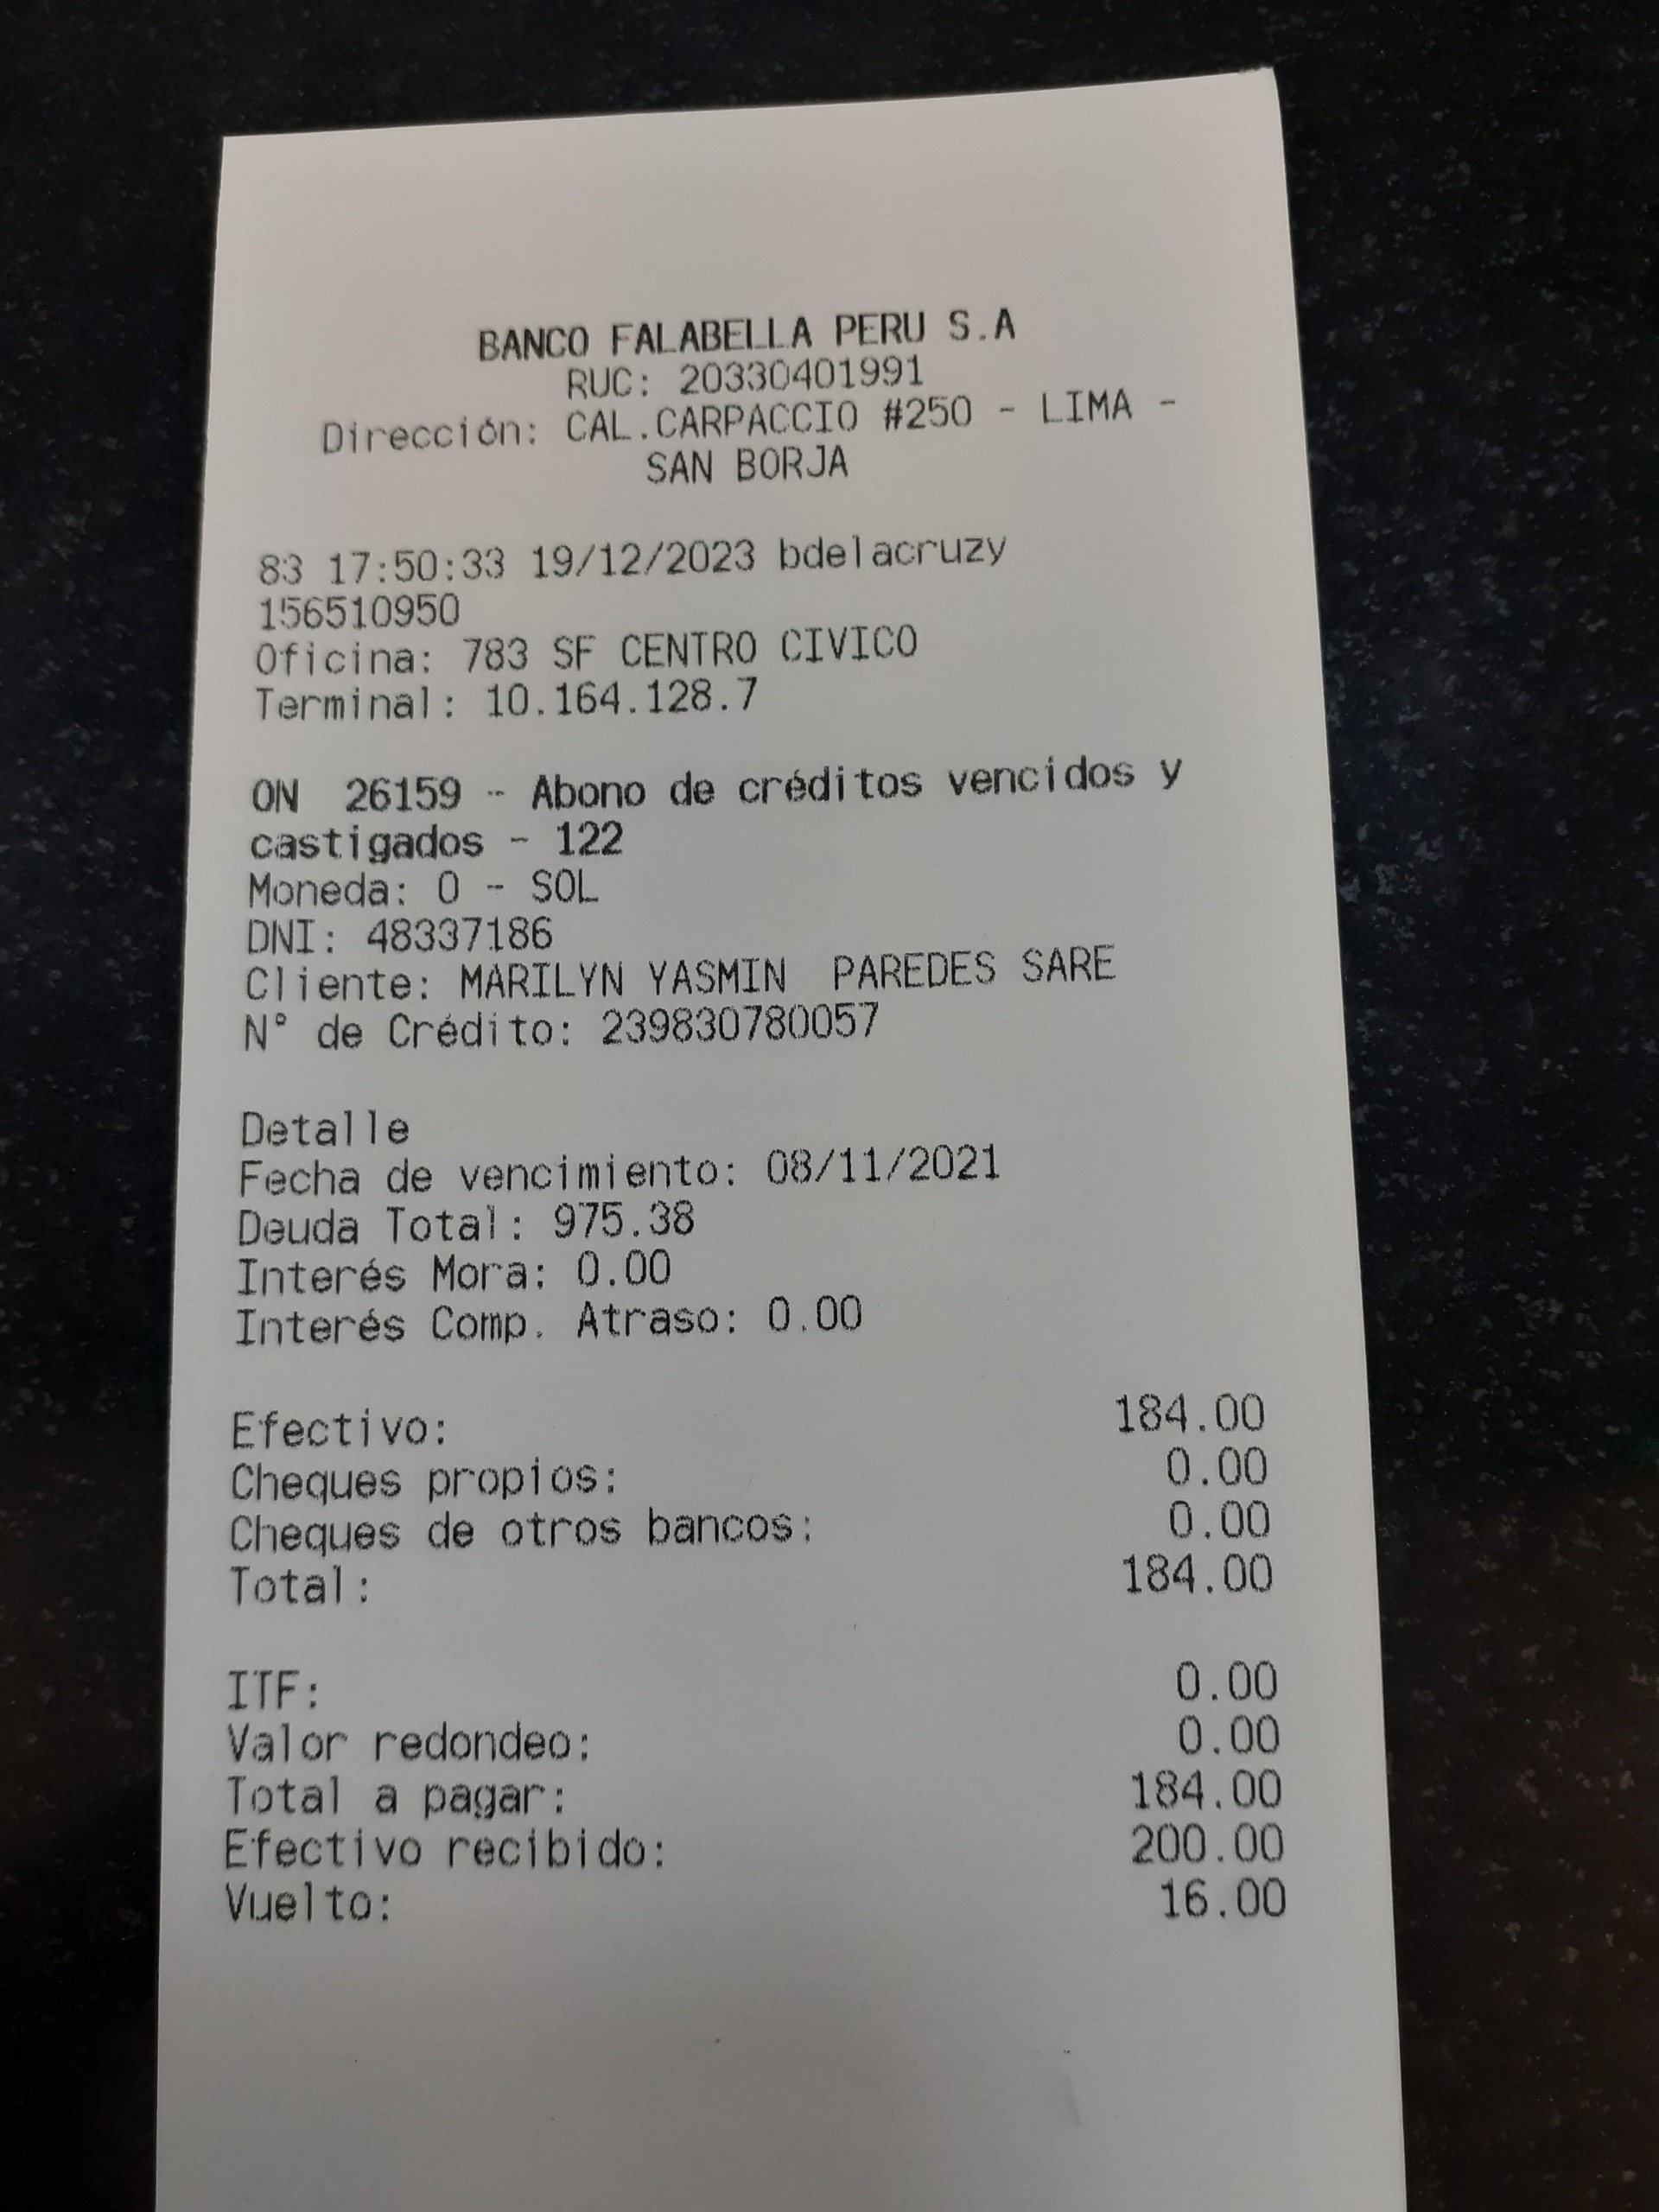 BANCO FALABELLA PERU S.A
RUC: 20330401991
Dirección: CAL.CARPACCIO #250 - LIMA -
SAN BORJA
83 17:50:33 19/12/2023 bdelacruzy
156510950
Oficina: 783 SF CENTRO CIVICO
Terminal: 10.164.128.7
ON 26159 - Abono de créditos vencidos y
castigados - 122
Moneda: 0 - SOL
DNI: 48337186
Cliente: MARILYN YASMIN PAREDES SARE
N° de Crédito: 239830780057
Detalle
Fecha de vencimiento: 08/11/2021
Deuda Total: 975.38
Interés Mora: 0.00
Interés Comp. Atraso: 0.00
Efectivo: 184.00
Cheques propios: 0.00
Cheques de otros bancos: 0.00
Total: 184.00
ITF: 0.00
Valor redondeo: 0.00
Total a pagar: 184.00
Efectivo recibido: 200.00
Vuelto: 16.00